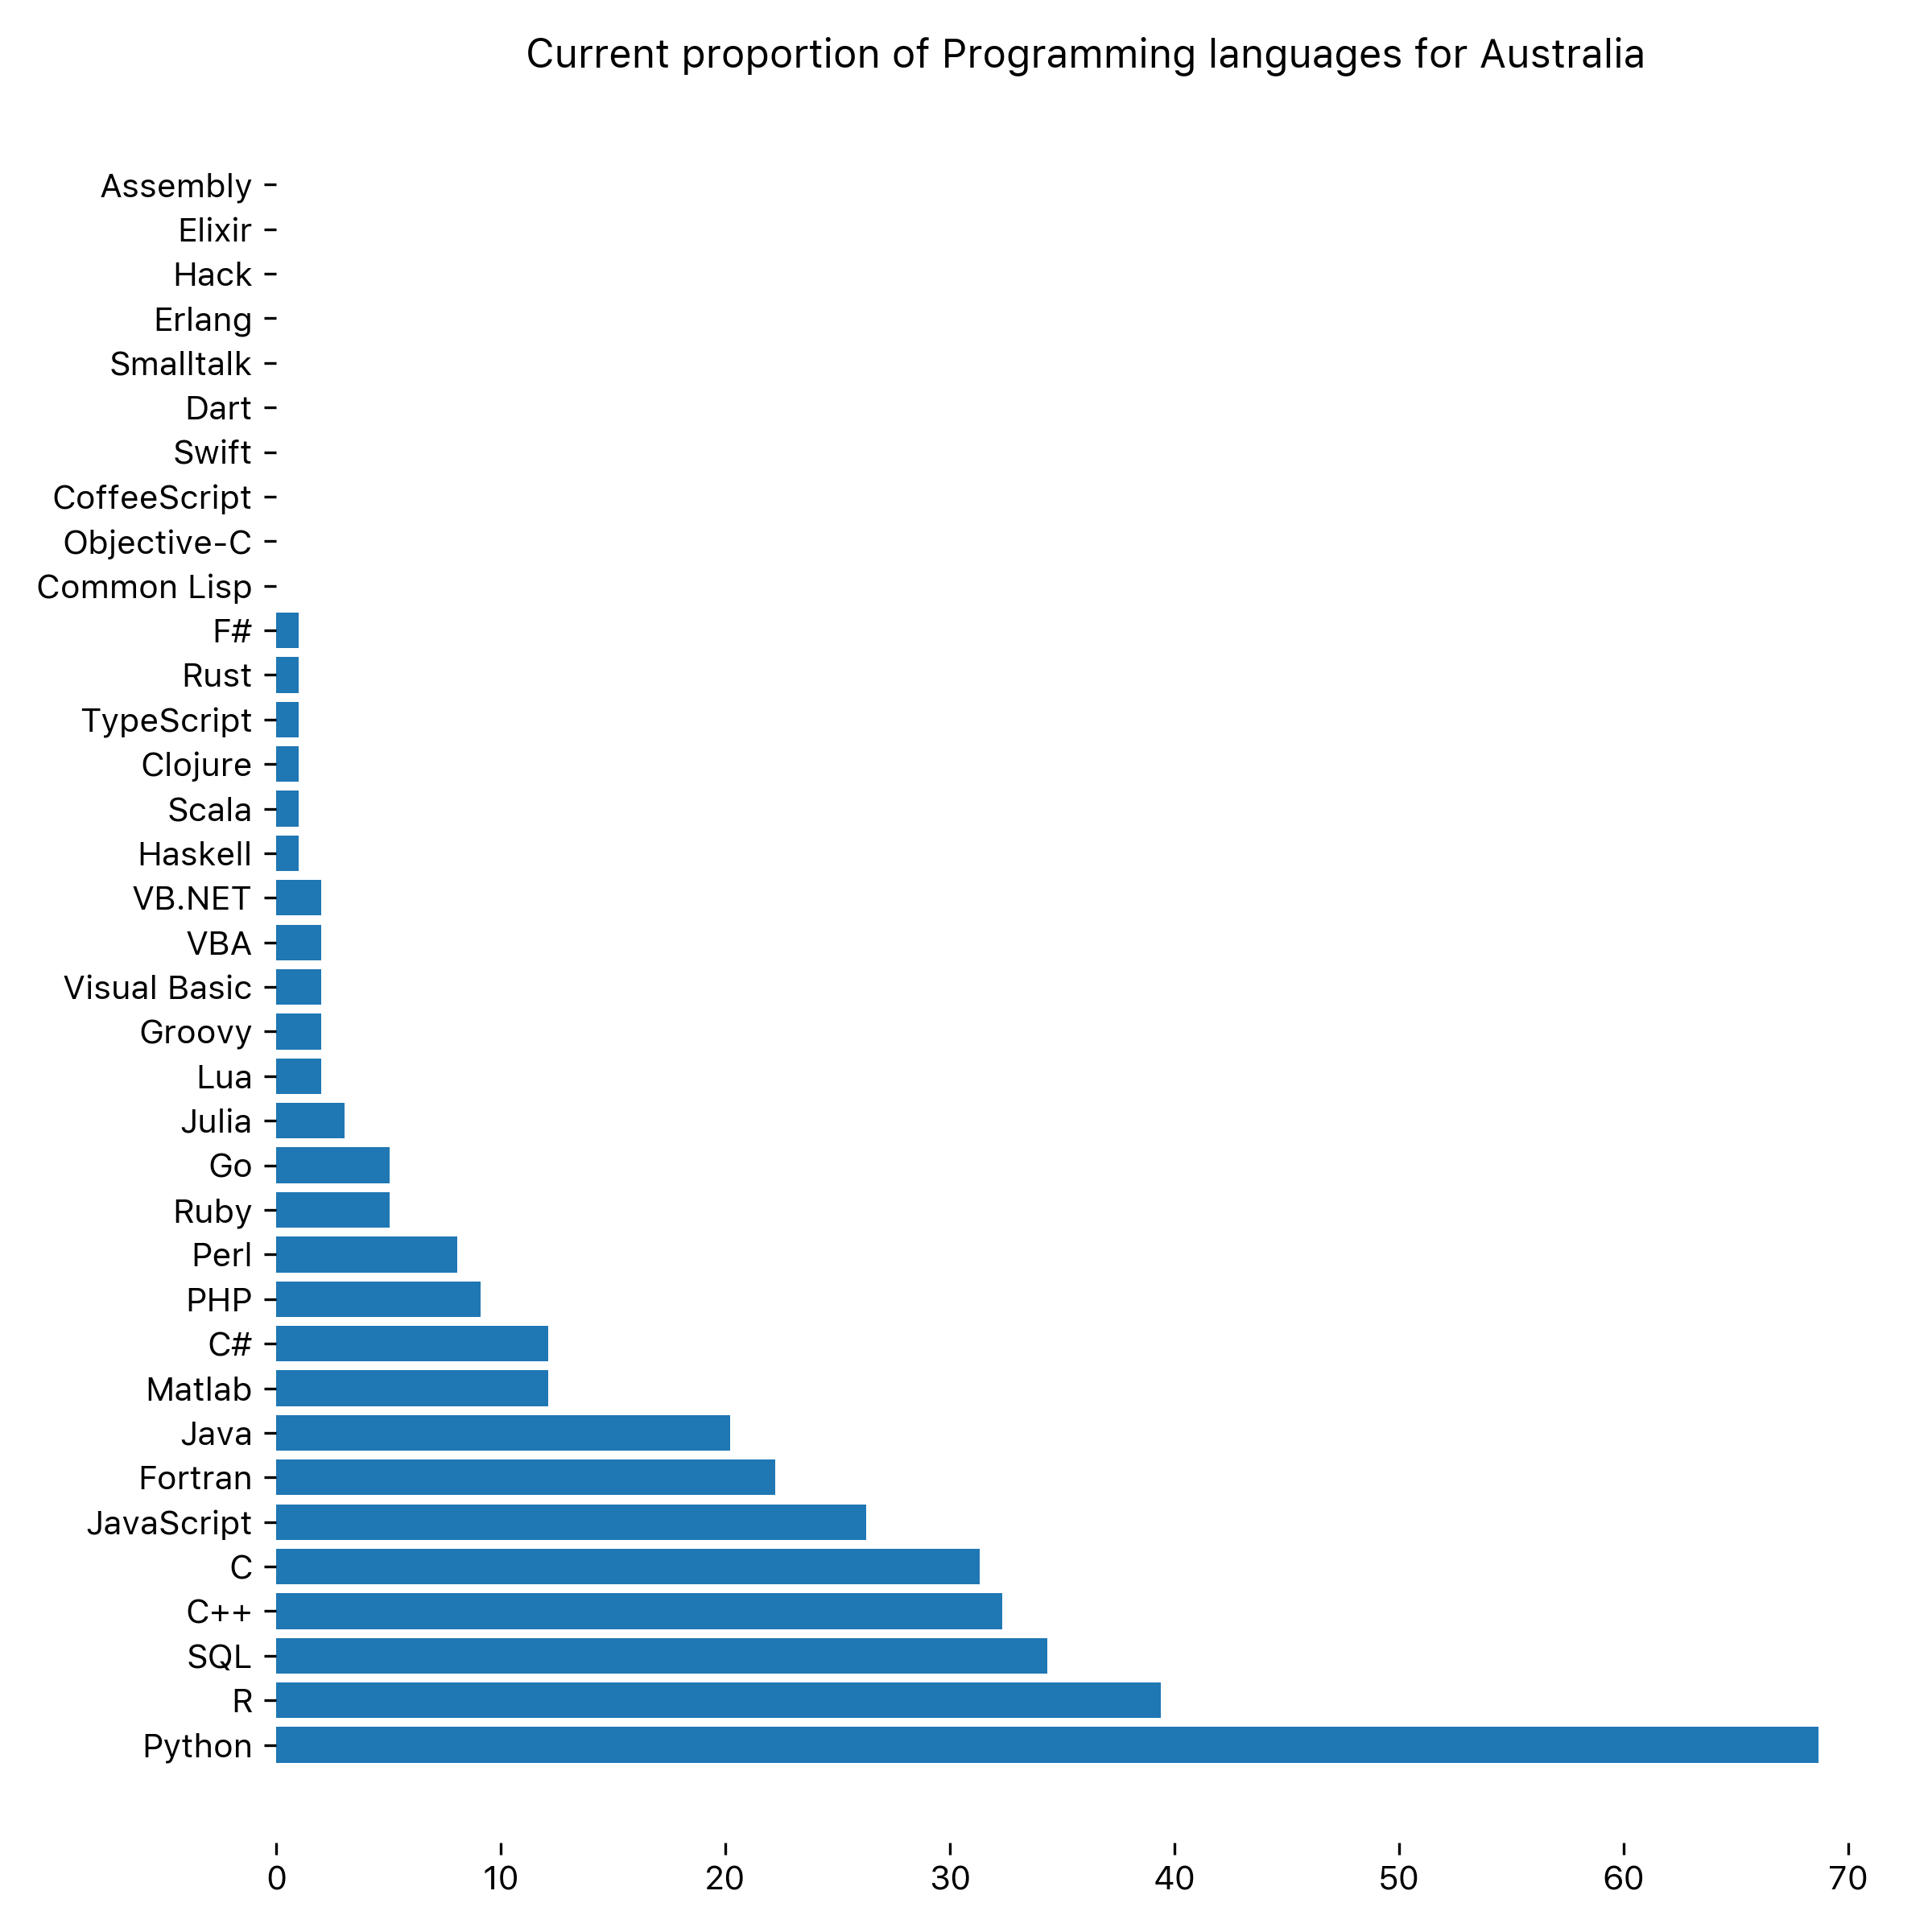 Current proportion of Programming languages for Australia
Assembly
Elixir
Hack
Erlang
Smalltalk
Dart
Swift
CoffeeScript
Objective-C
Common Lisp
F#
Rust
TypeScript
Clojure
Scala
Haskell
VB.NET
VBA
Visual Basic
Groovy
Lua
Julia
Go
Ruby
Perl
PHP
C#
Matlab
Java
Fortran
JavaScript
C
C++
SQL
R
Python
0 10 20 30 40 50 60 70